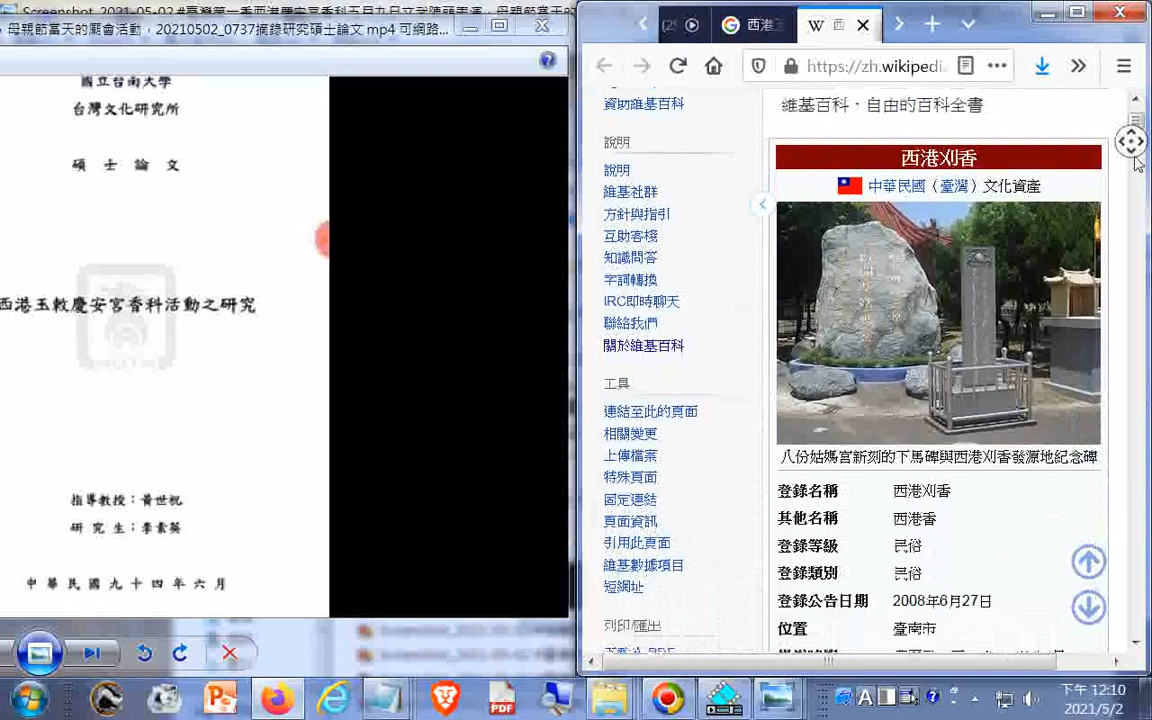 母親節當天的廟會活動，20210502_0737摘錄研究碩士論文 mp4 可網路...
國立台南大學
台灣文化研究所
碩士論文
西港玉敕慶安宮香科活動之研究
指導教授：黃世祝
研究生：李素葵
中華民國九十四年六月
西港
W 西
https://zh.wikipedia
資助維基百科
說明
說明
維基社群
方針與指引
互助客棧
知識問答
字詞轉換
IRC即時聊天
聯絡我們
關於維基百科
工具
連結至此的頁面
相關變更
上傳檔案
特殊頁面
固定連結
頁面資訊
引用此頁面
維基數據項目
短網址
列印/匯出
維基百科，自由的百科全書
西港刈香
中華民國（臺灣）文化資產
八份姑媽宮新刻的下馬碑與西港刈香發源地紀念碑
登錄名稱 西港刈香
其他名稱 西港香
登錄等級 民俗
登錄類別 民俗
登錄公告日期 2008年6月27日
位置 臺南市
PDF
下午 12:10
2021/5/2